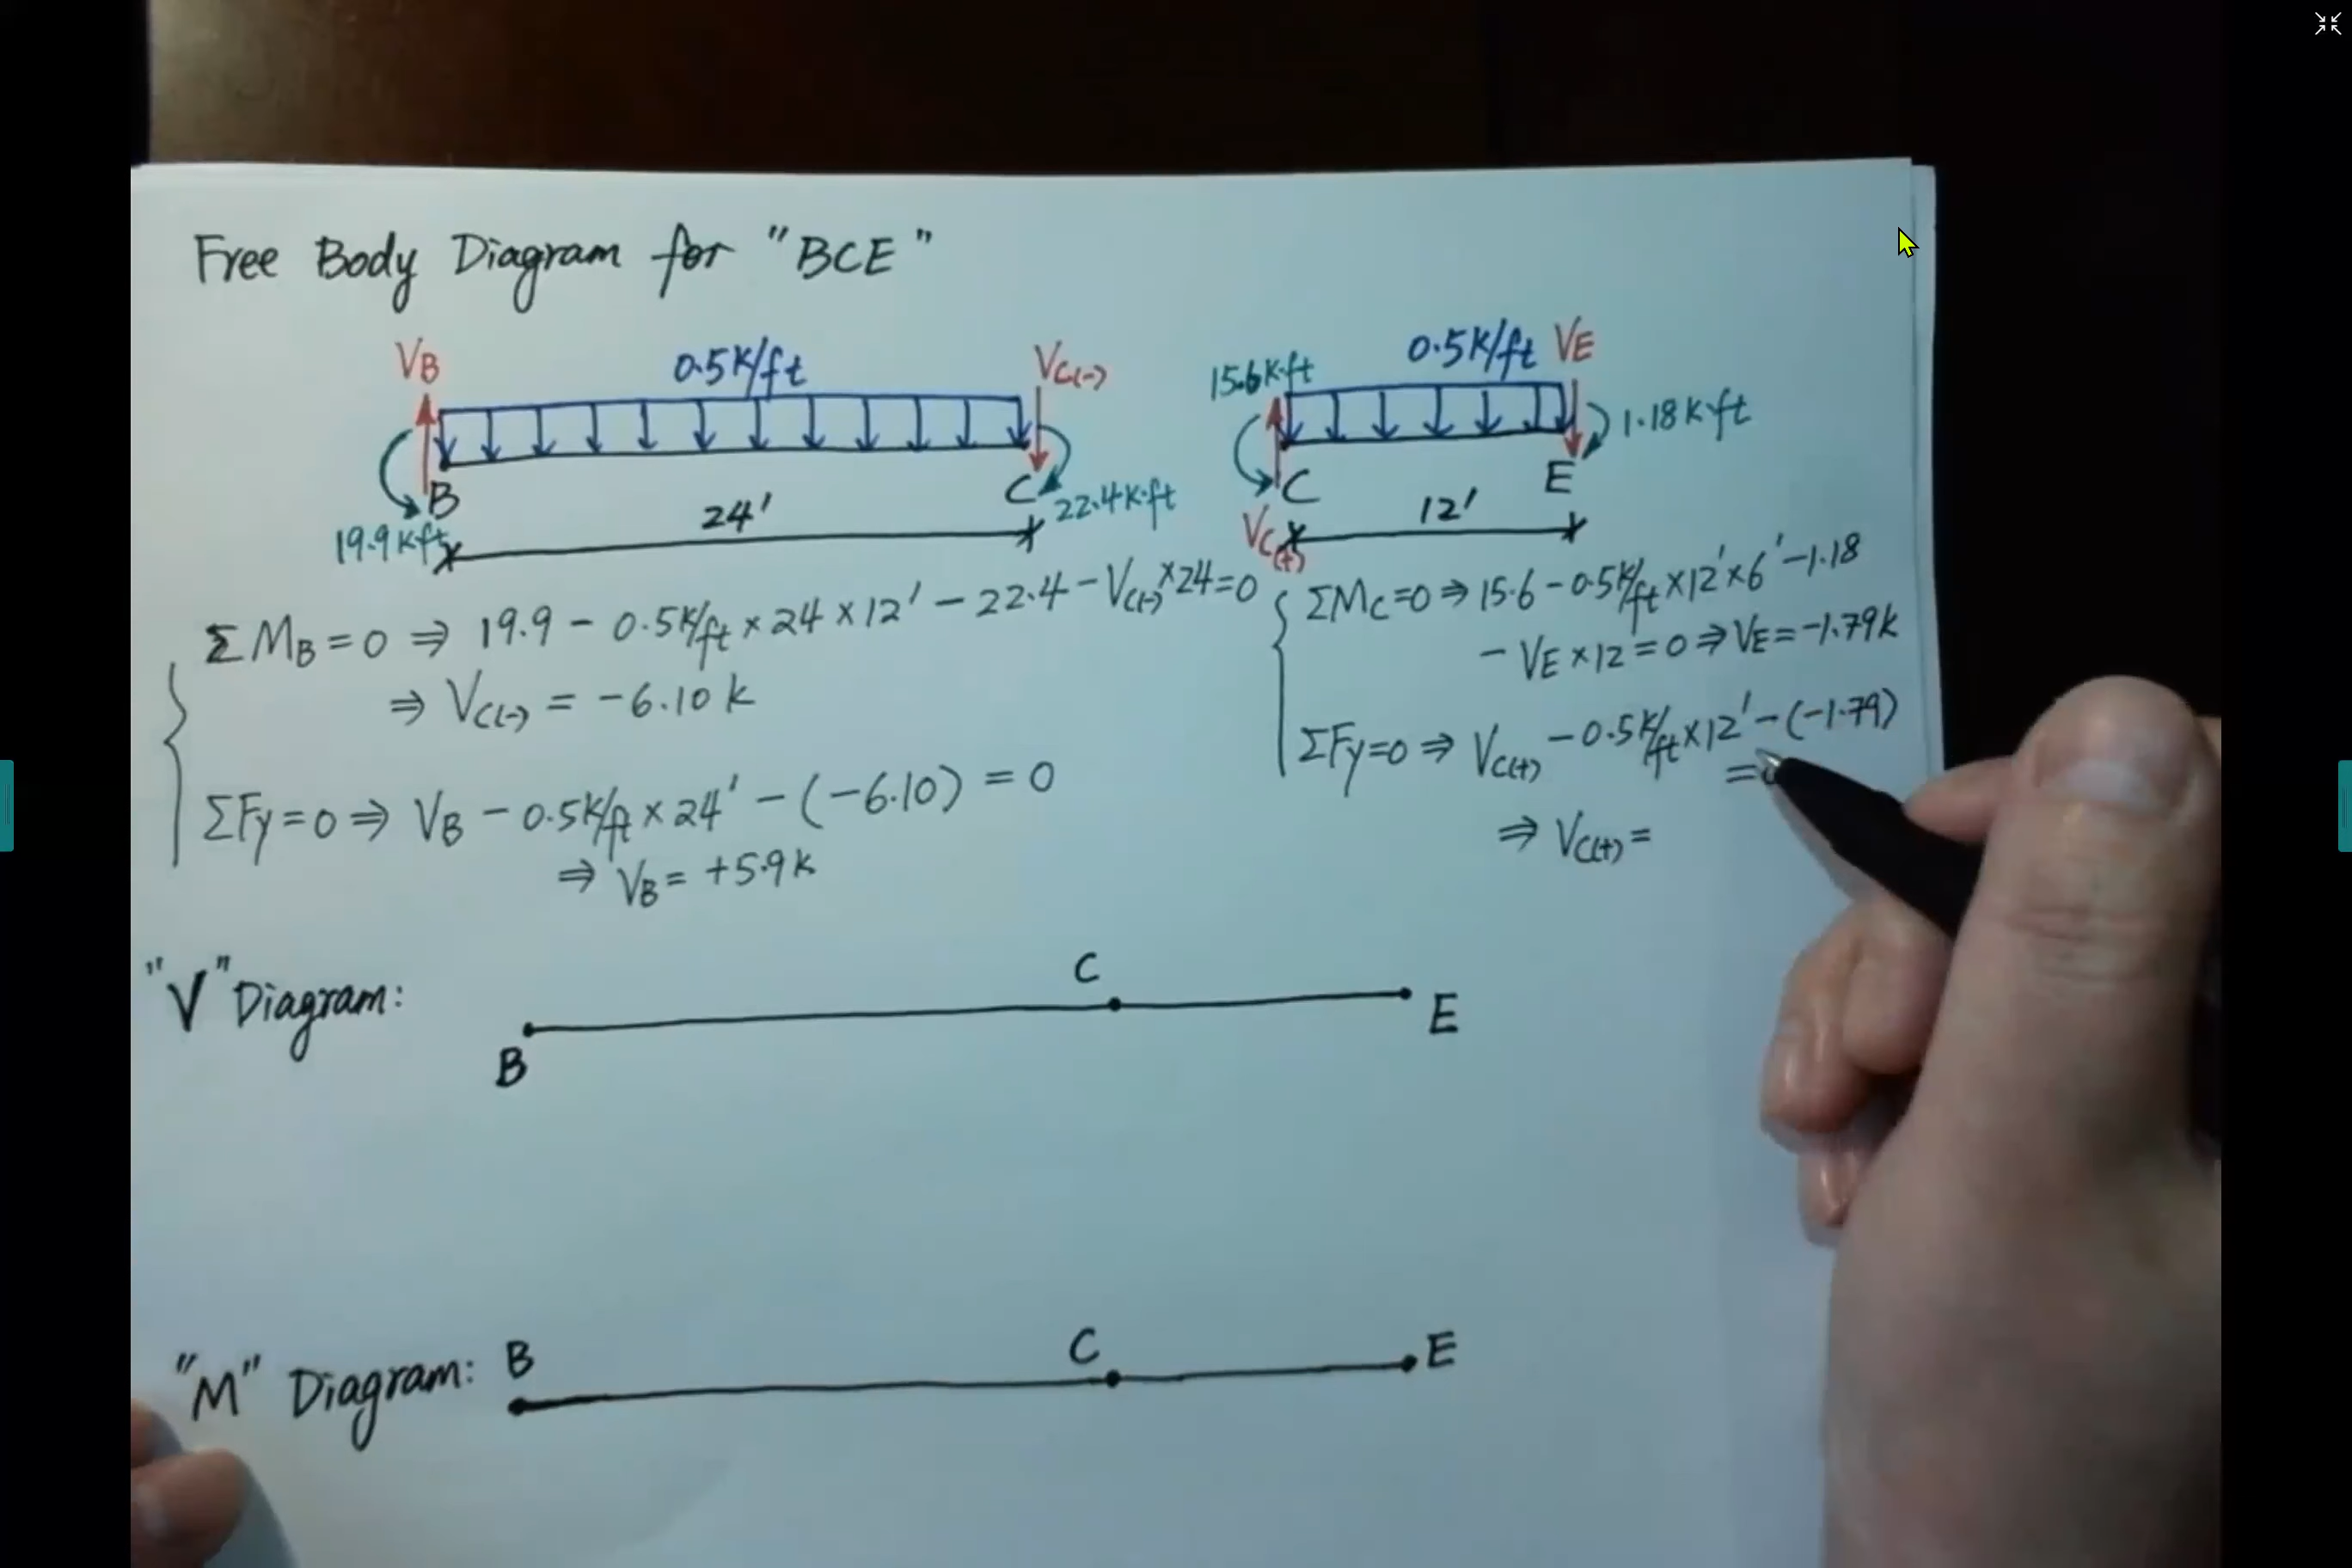 Free Body Diagram for "BCE"
VB
0.5K/ft
VC(-)
B
C
19.9 K·ft
24'
22.4 K·ft
15.6 K·ft
0.5K/ft
VE
1.18 K·ft
C
E
VC(+)
12'
ΣMB = 0 ⇒ 19.9 - 0.5K/ft × 24 × 12' - 22.4 - VC(-) × 24 = 0
⇒ VC(-) = -6.10 k
ΣFy = 0 ⇒ VB - 0.5K/ft × 24' - (-6.10) = 0
⇒ VB = +5.9 k
ΣMC = 0 ⇒ 15.6 - 0.5K/ft × 12' × 6' - 1.18
- VE × 12 = 0 ⇒ VE = -1.79k
ΣFy = 0 ⇒ VC(+) - 0.5K/ft × 12' - (-1.79)
=
⇒ VC(+) =
"V" Diagram:
B
C
E
"M" Diagram:
B
C
E